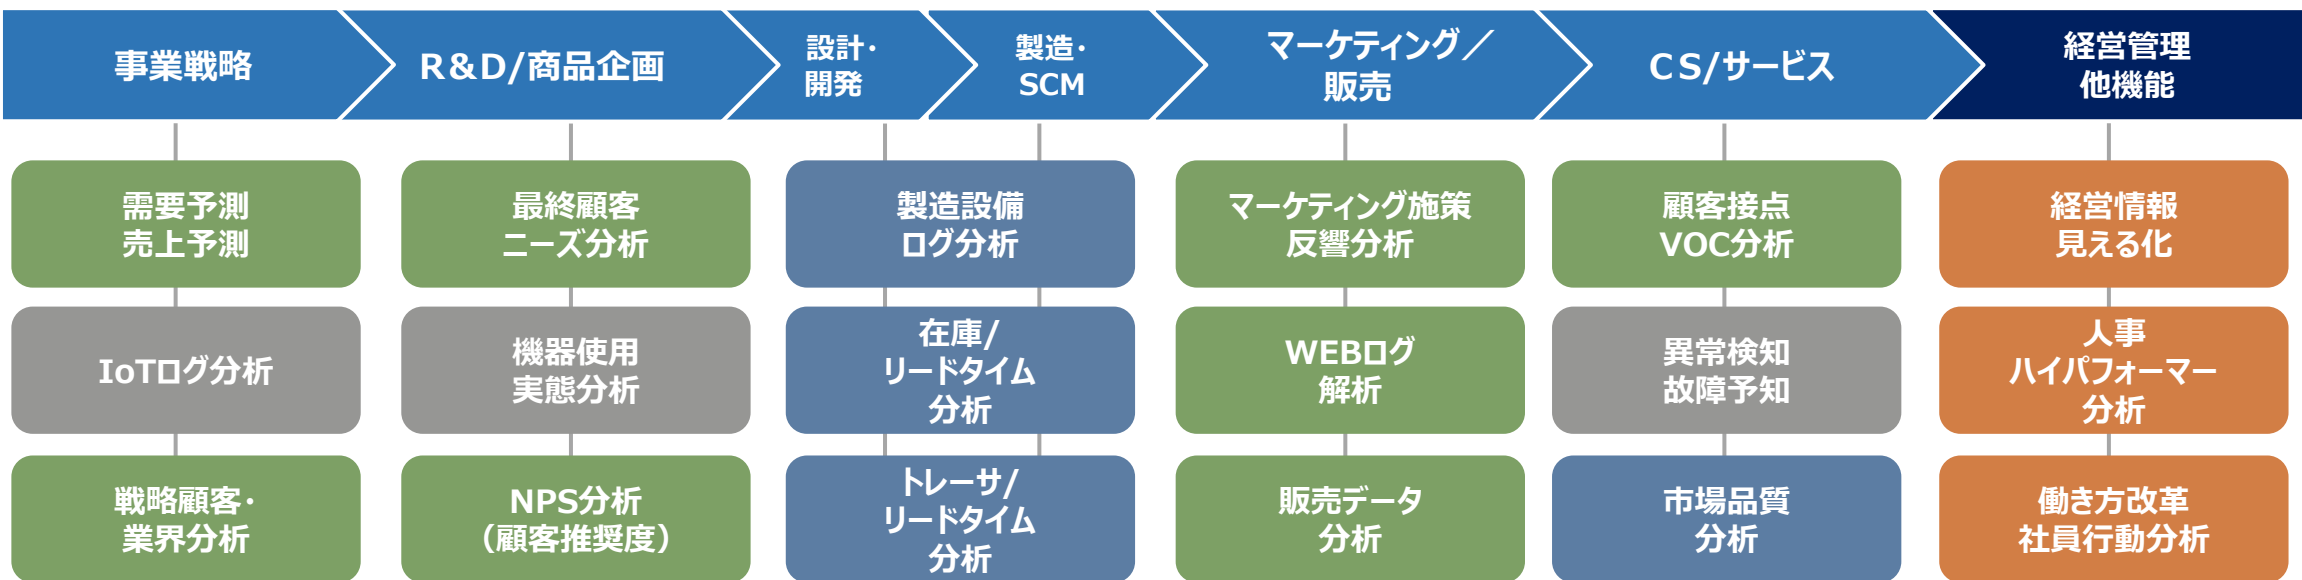 事業戦略
R&D/商品企画
設計・
開発
製造・
SCM
マーケティング／
販売
CS/サービス
経営管理
他機能
需要予測
売上予測
最終顧客
ニーズ分析
製造設備
ログ分析
マーケティング施策
反響分析
顧客接点
VOC分析
経営情報
見える化
IoTログ分析
機器使用
実態分析
在庫/
リードタイム
分析
WEBログ
解析
異常検知
故障予知
人事
ハイパフォーマー
分析
戦略顧客・
業界分析
NPS分析
（顧客推奨度）
トレーサ/
リードタイム
分析
販売データ
分析
市場品質
分析
働き方改革
社員行動分析